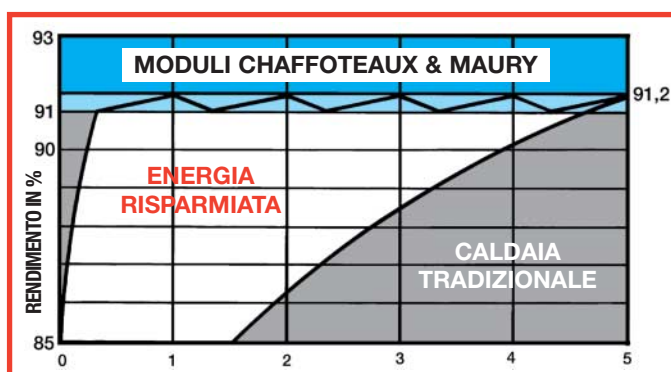 93
MODULI CHAFFOTEAUX & MAURY
91,2
91
90
ENERGIA
RISPARMIATA
RENDIMENTO IN %
CALDAIA
TRADIZIONALE
85
0 1 2 3 4 5